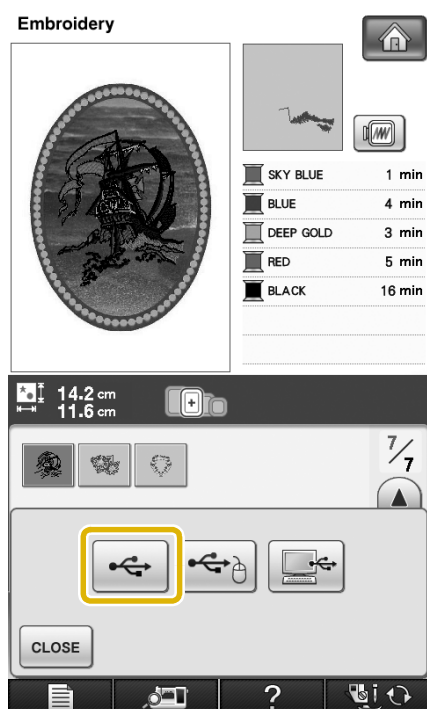 Embroidery
SKY BLUE 1 min
BLUE 4 min
DEEP GOLD 3 min
RED 5 min
BLACK 16 min
14.2 cm
11.6 cm
7/7
CLOSE
?